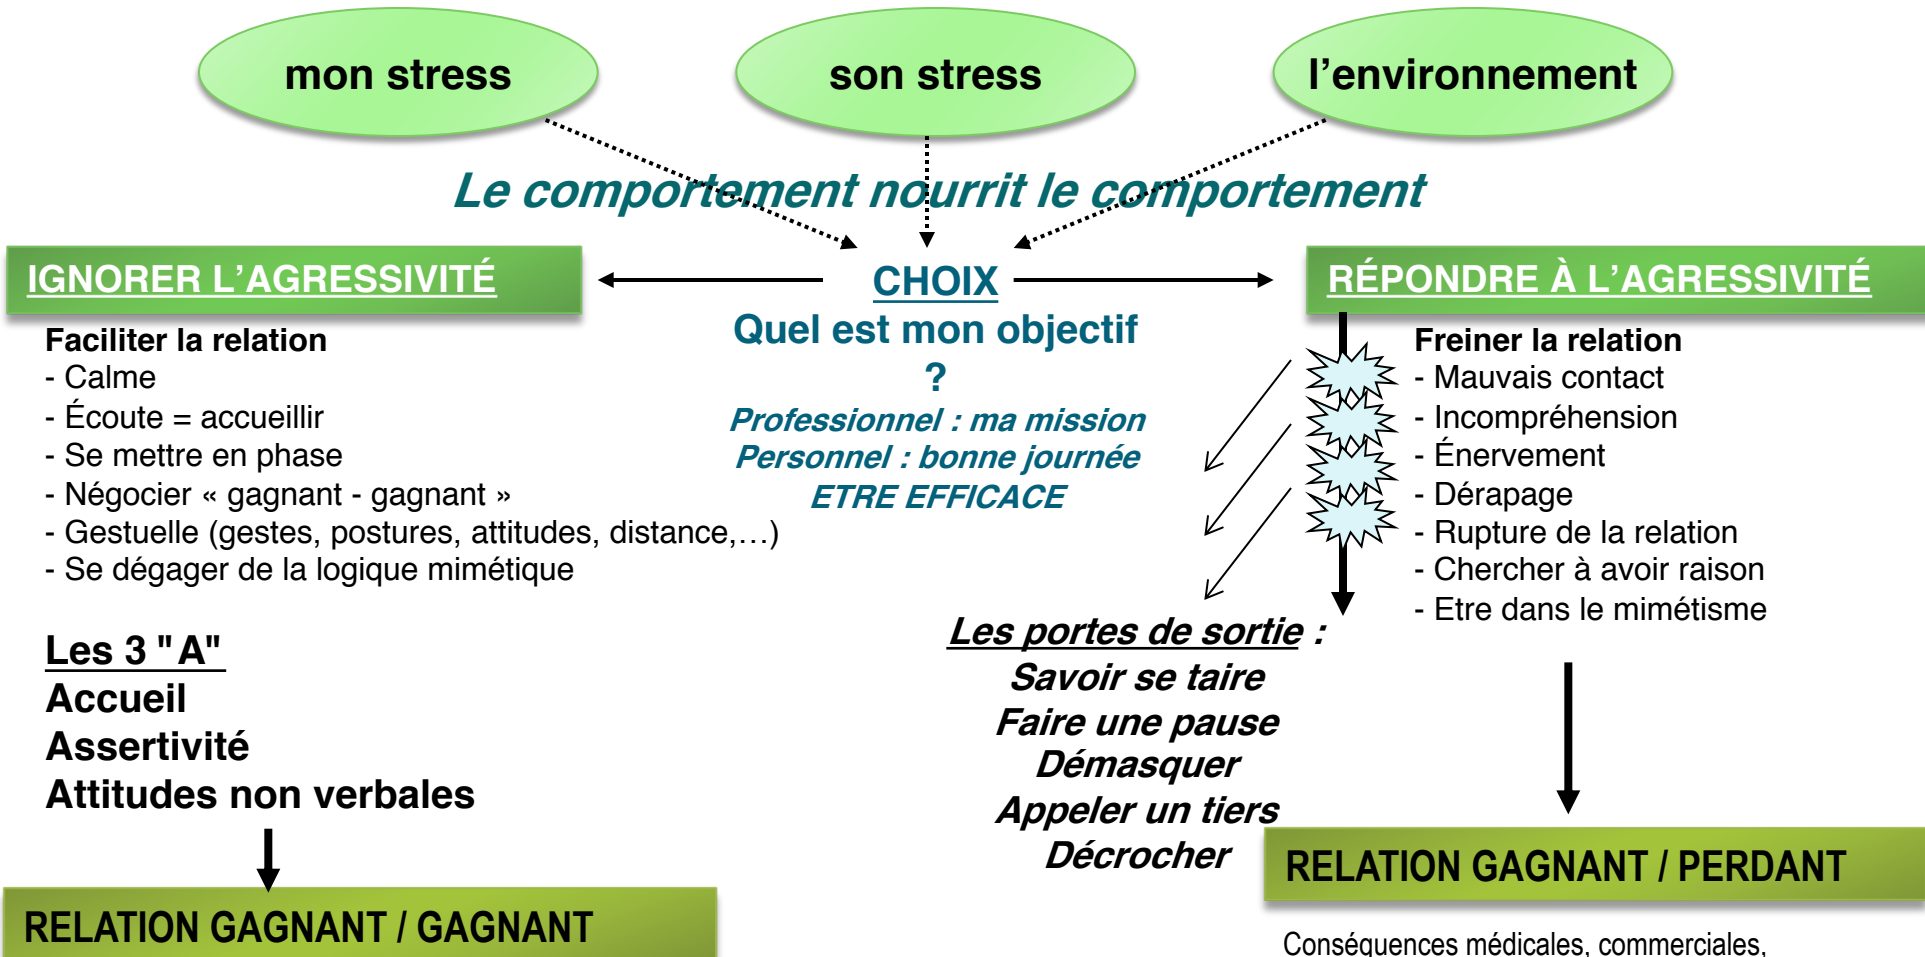 mon stress
son stress
l’environnement
Le comportement nourrit le comportement
IGNORER L’AGRESSIVITÉ
Faciliter la relation
- Calme
- Écoute = accueillir
- Se mettre en phase
- Négocier « gagnant - gagnant »
- Gestuelle (gestes, postures, attitudes, distance,…)
- Se dégager de la logique mimétique
Les 3 "A"
Accueil
Assertivité
Attitudes non verbales
RELATION GAGNANT / GAGNANT
CHOIX
Quel est mon objectif
?
Professionnel : ma mission
Personnel : bonne journée
ETRE EFFICACE
Les portes de sortie :
Savoir se taire
Faire une pause
Démasquer
Appeler un tiers
Décrocher
RÉPONDRE À L’AGRESSIVITÉ
Freiner la relation
- Mauvais contact
- Incompréhension
- Énervement
- Dérapage
- Rupture de la relation
- Chercher à avoir raison
- Etre dans le mimétisme
RELATION GAGNANT / PERDANT
Conséquences médicales, commerciales,